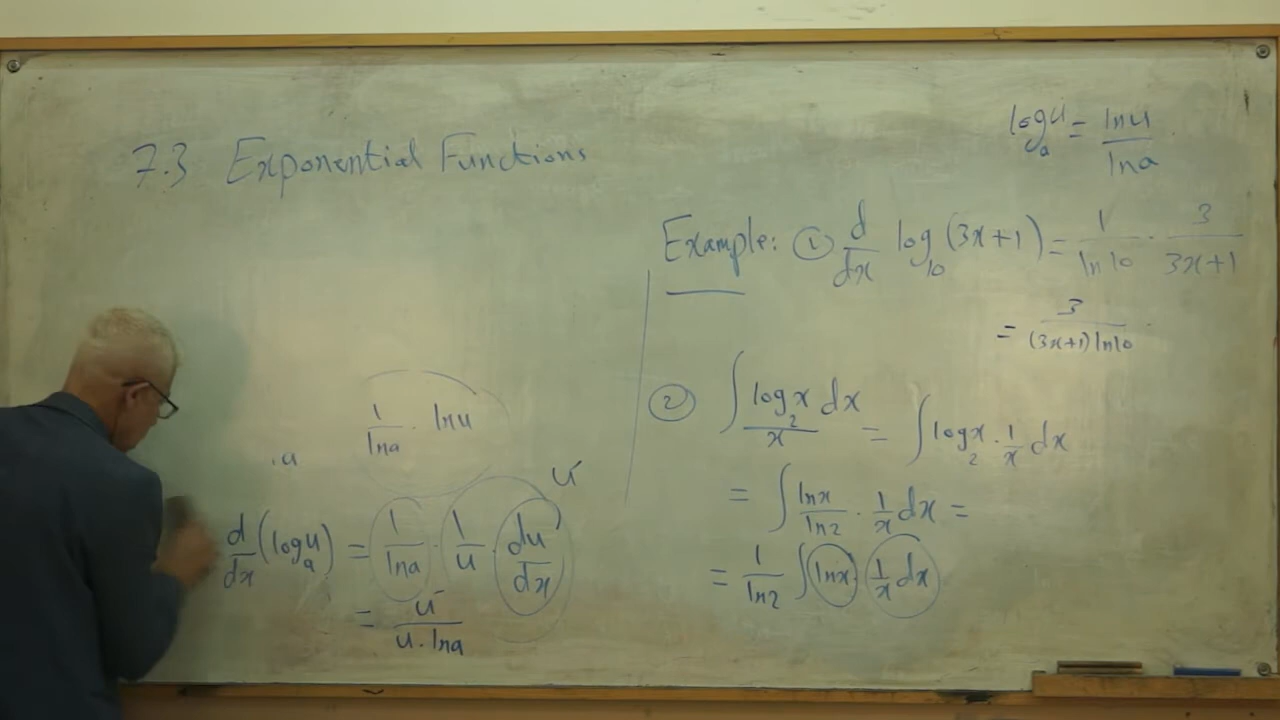 7.3 Exponential Functions
1/ln a · ln u
. a
u'
d/dx (log_a u) = 1/ln a · 1/u · du/dx
= u'/(u · ln a)
log_a u = ln u/ln a
Example: ① d/dx log_10 (3x+1) = 1/ln 10 · 3/(3x+1)
= 3/((3x+1) ln 10)
② ∫ (log_2 x)/x dx = ∫ log_2 x · 1/x dx
= ∫ ln x/ln 2 · 1/x dx =
= 1/ln 2 ∫ ln x · 1/x dx